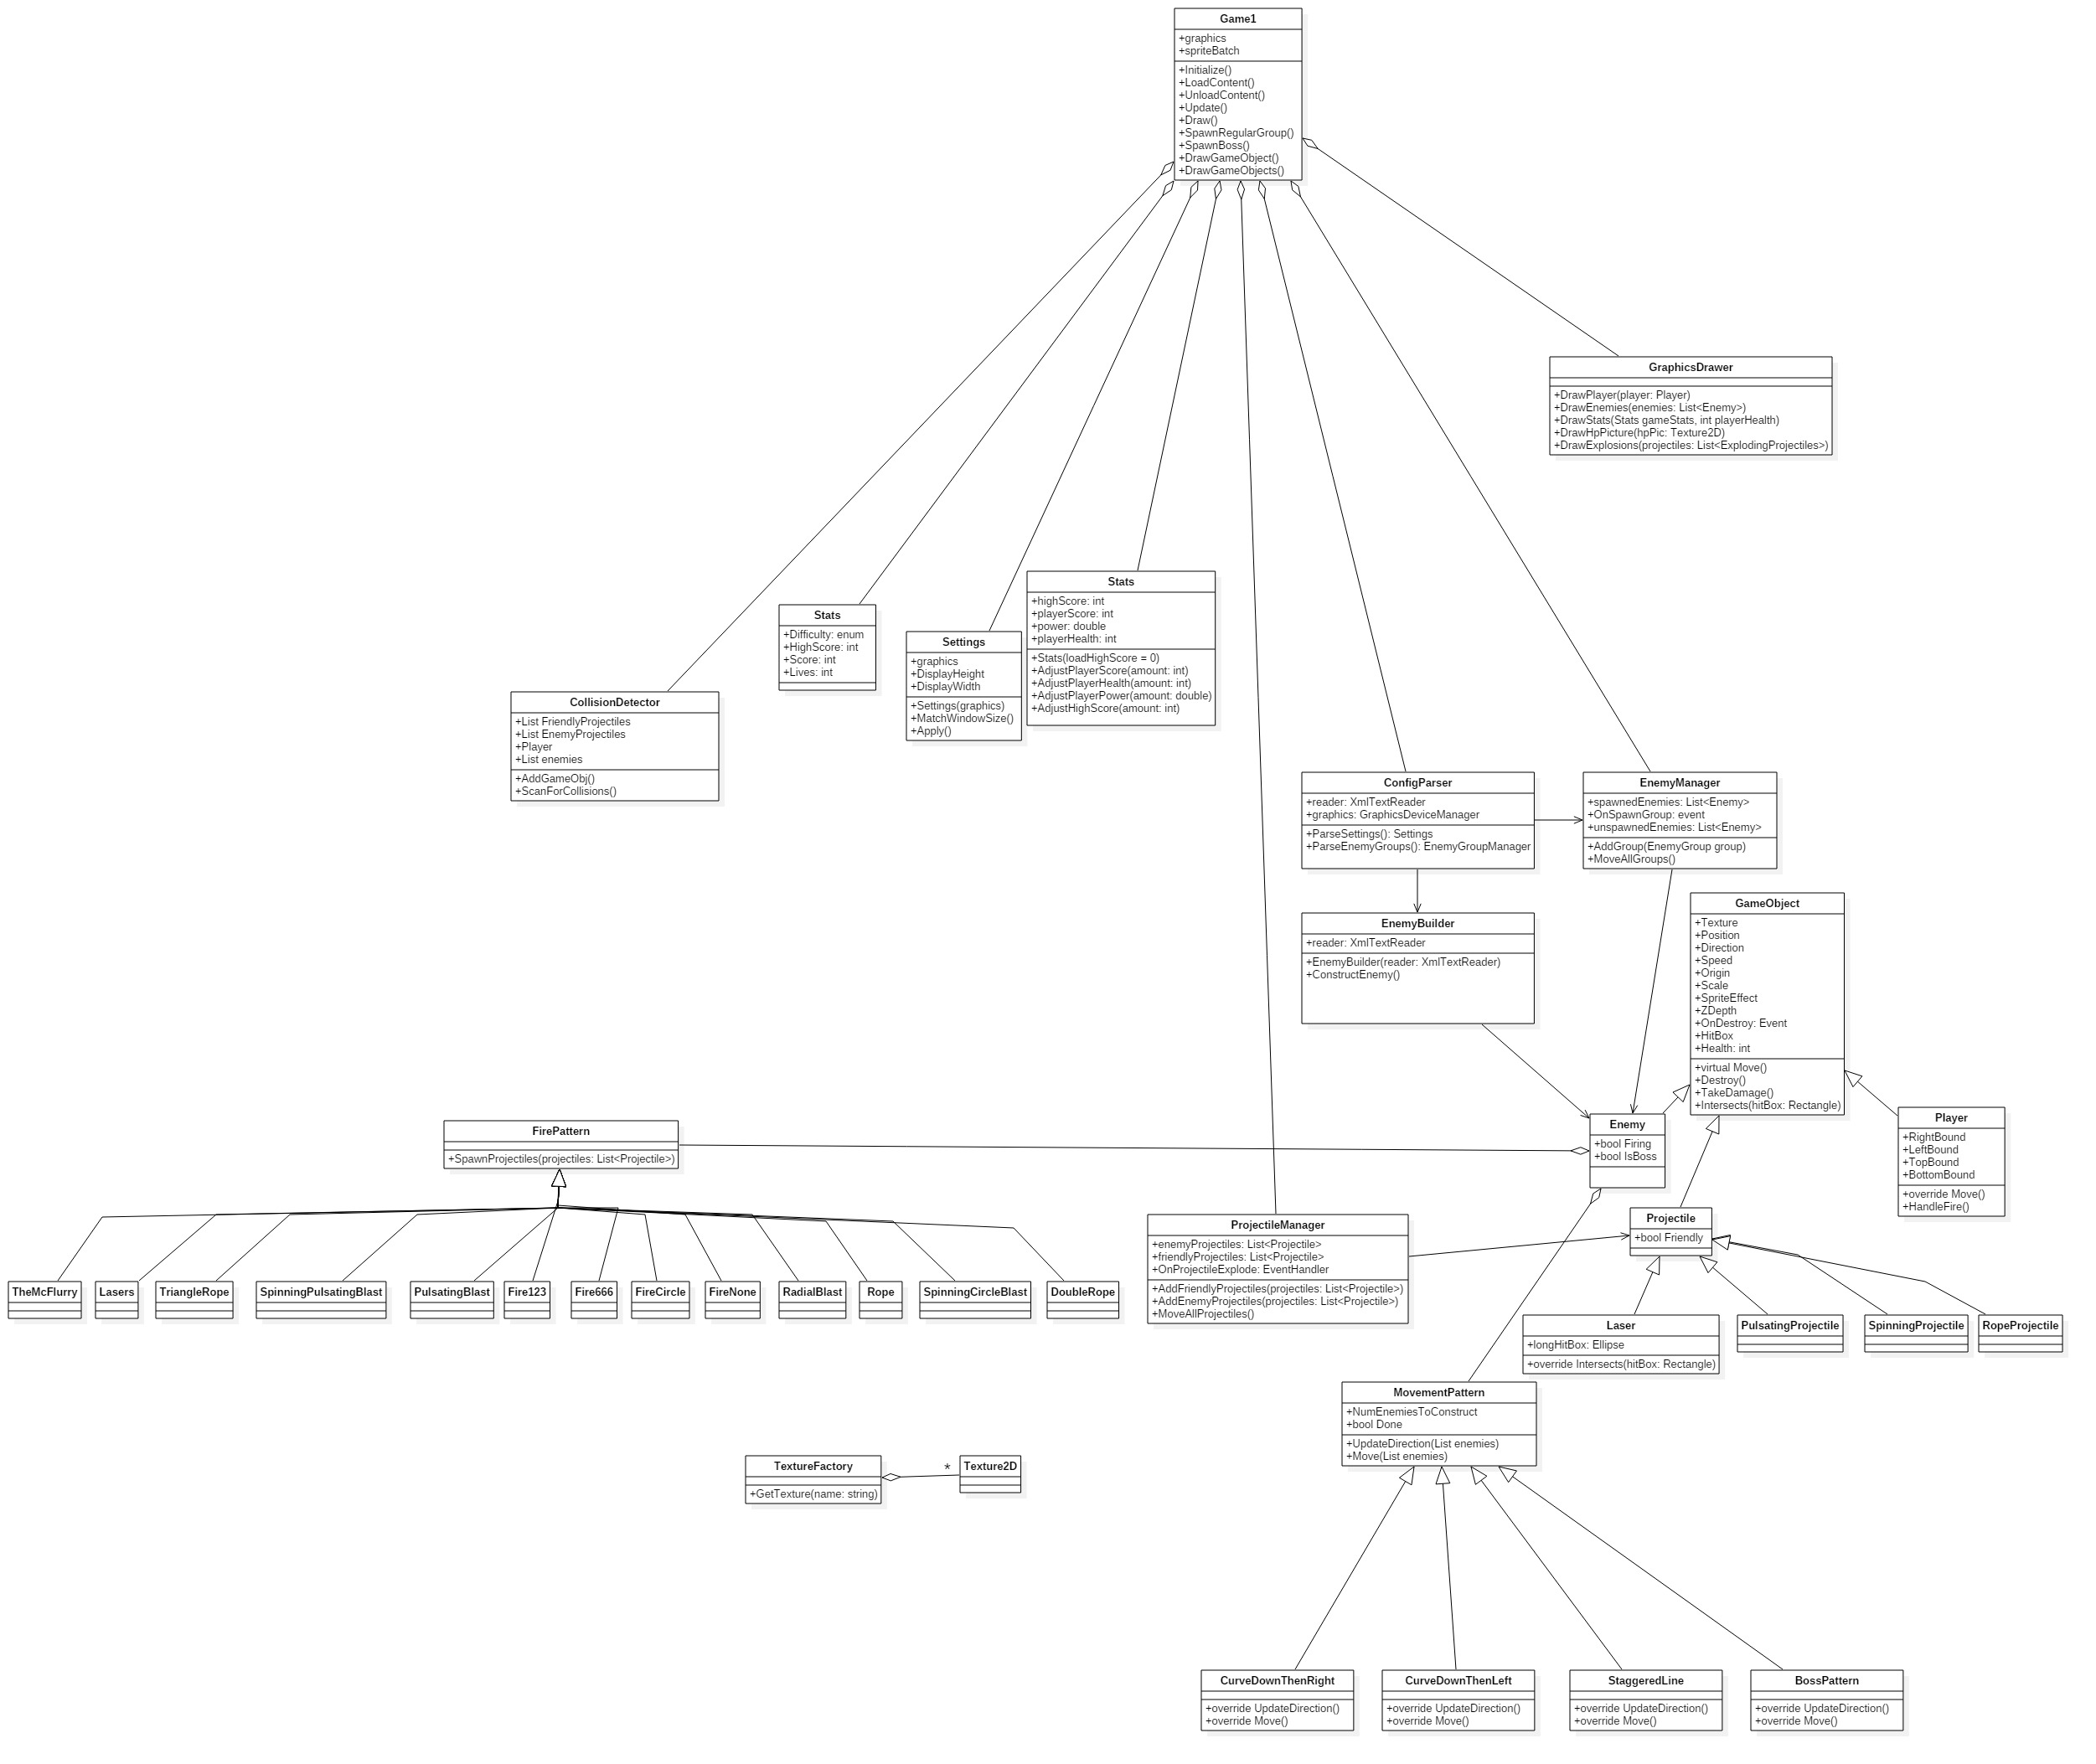 Game1
+graphics
+spriteBatch
+Initialize()
+LoadContent()
+UnloadContent()
+Update()
+Draw()
+SpawnRegularGroup()
+SpawnBoss()
+DrawGameObject()
+DrawGameObjects()
GraphicsDrawer
+DrawPlayer(player: Player)
+DrawEnemies(enemies: List<Enemy>)
+DrawStats(Stats gameStats, int playerHealth)
+DrawHpPicture(hpPic: Texture2D)
+DrawExplosions(projectiles: List<ExplodingProjectiles>)
Stats
+highScore: int
+playerScore: int
+power: double
+playerHealth: int
+Stats(loadHighScore = 0)
+AdjustPlayerScore(amount: int)
+AdjustPlayerHealth(amount: int)
+AdjustPlayerPower(amount: double)
+AdjustHighScore(amount: int)
Stats
+Difficulty: enum
+HighScore: int
+Score: int
+Lives: int
Settings
+graphics
+DisplayHeight
+DisplayWidth
+Settings(graphics)
+MatchWindowSize()
+Apply()
CollisionDetector
+List FriendlyProjectiles
+List EnemyProjectiles
+Player
+List enemies
+AddGameObj()
+ScanForCollisions()
ConfigParser
+reader: XmlTextReader
+graphics: GraphicsDeviceManager
+ParseSettings(): Settings
+ParseEnemyGroups(): EnemyGroupManager
EnemyManager
+spawnedEnemies: List<Enemy>
+OnSpawnGroup: event
+unspawnedEnemies: List<Enemy>
+AddGroup(EnemyGroup group)
+MoveAllGroups()
EnemyBuilder
+reader: XmlTextReader
+EnemyBuilder(reader: XmlTextReader)
+ConstructEnemy()
GameObject
+Texture
+Position
+Direction
+Speed
+Origin
+Scale
+SpriteEffect
+ZDepth
+OnDestroy: Event
+HitBox
+Health: int
+virtual Move()
+Destroy()
+TakeDamage()
+Intersects(hitBox: Rectangle)
Player
+RightBound
+LeftBound
+TopBound
+BottomBound
+override Move()
+HandleFire()
Enemy
+bool Firing
+bool IsBoss
FirePattern
+SpawnProjectiles(projectiles: List<Projectile>)
Projectile
+bool Friendly
ProjectileManager
+enemyProjectiles: List<Projectile>
+friendlyProjectiles: List<Projectile>
+OnProjectileExplode: EventHandler
+AddFriendlyProjectiles(projectiles: List<Projectile>)
+AddEnemyProjectiles(projectiles: List<Projectile>)
+MoveAllProjectiles()
TheMcFlurry
Lasers
TriangleRope
SpinningPulsatingBlast
PulsatingBlast
Fire123
Fire666
FireCircle
FireNone
RadialBlast
Rope
SpinningCircleBlast
DoubleRope
Laser
+longHitBox: Ellipse
+override Intersects(hitBox: Rectangle)
PulsatingProjectile
SpinningProjectile
RopeProjectile
MovementPattern
+NumEnemiesToConstruct
+bool Done
+UpdateDirection(List enemies)
+Move(List enemies)
TextureFactory
+GetTexture(name: string)
*
Texture2D
CurveDownThenRight
+override UpdateDirection()
+override Move()
CurveDownThenLeft
+override UpdateDirection()
+override Move()
StaggeredLine
+override UpdateDirection()
+override Move()
BossPattern
+override UpdateDirection()
+override Move()